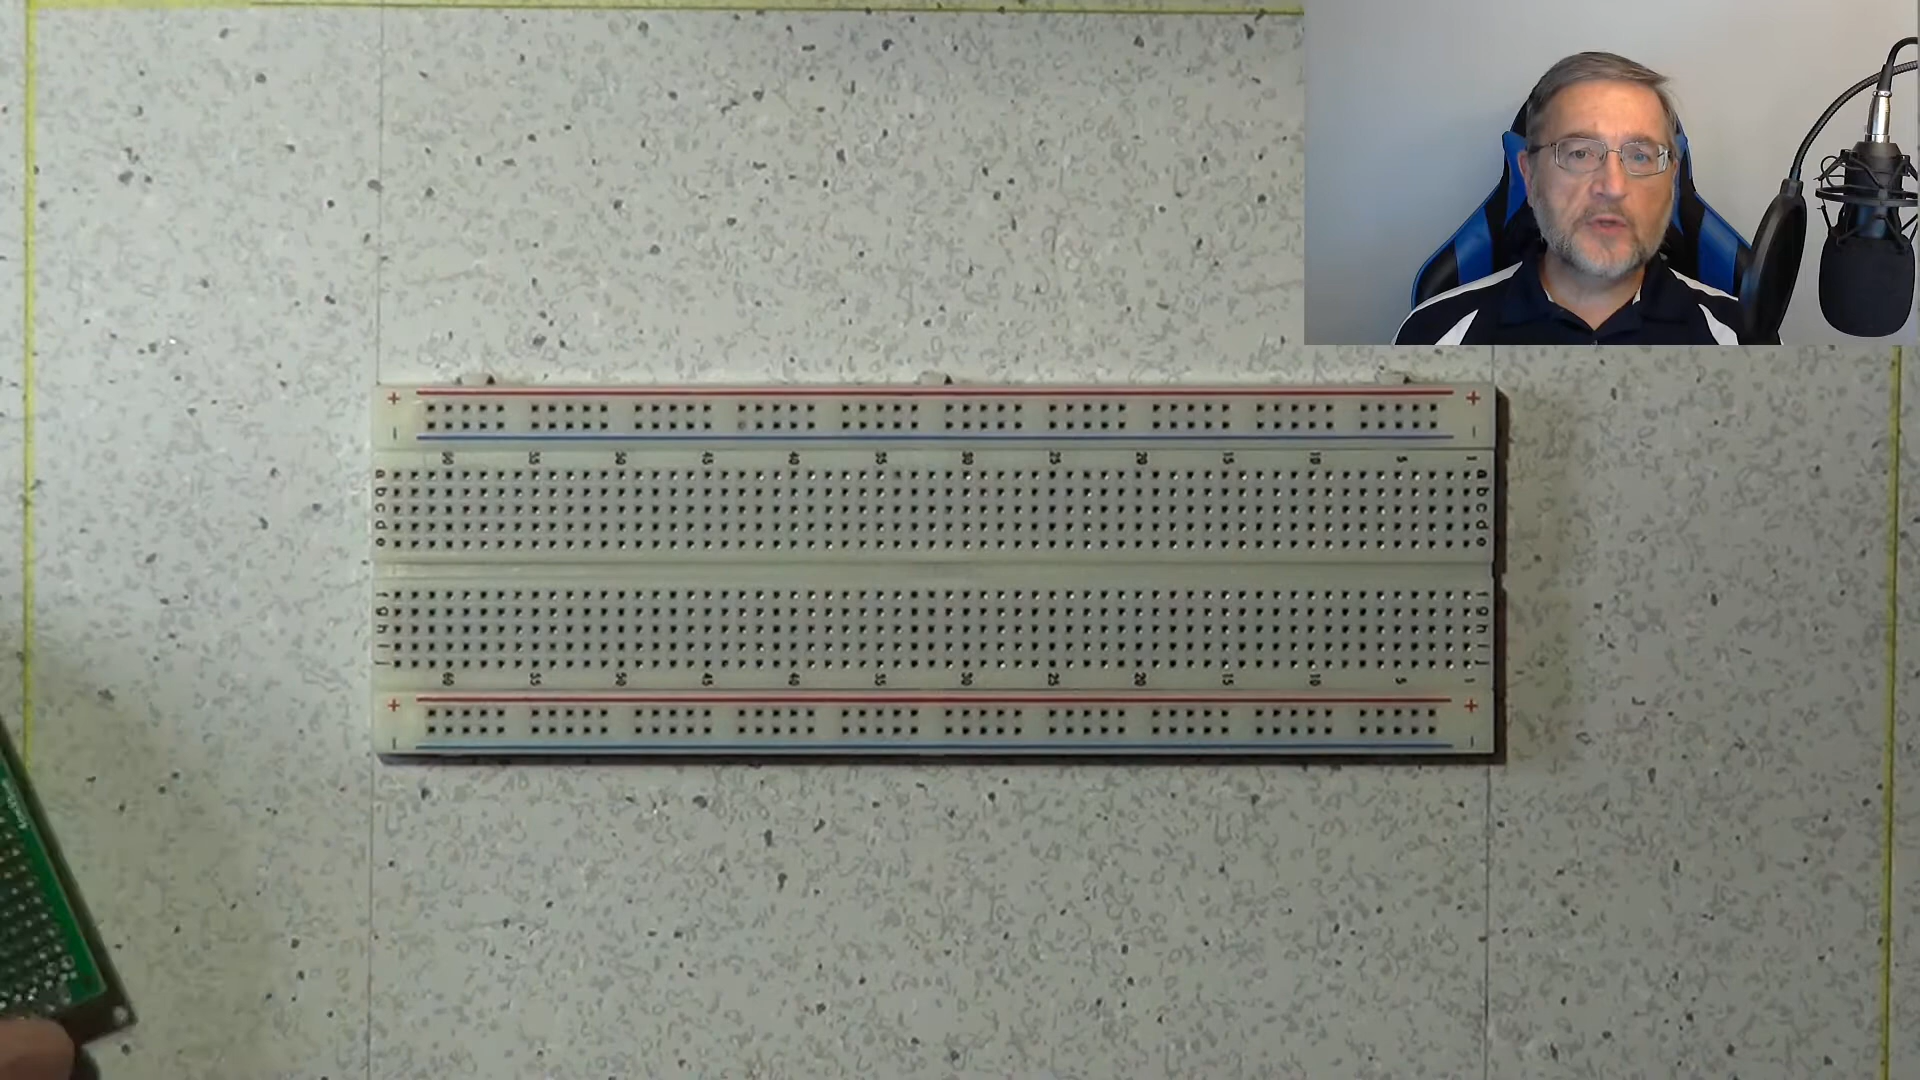 + +
- -
60 55 50 45 40 35 30 25 20 15 10 5 1
a a
b b
c c
d d
e e
f f
g g
h h
i i
j j
60 55 50 45 40 35 30 25 20 15 10 5 1
+ +
- -